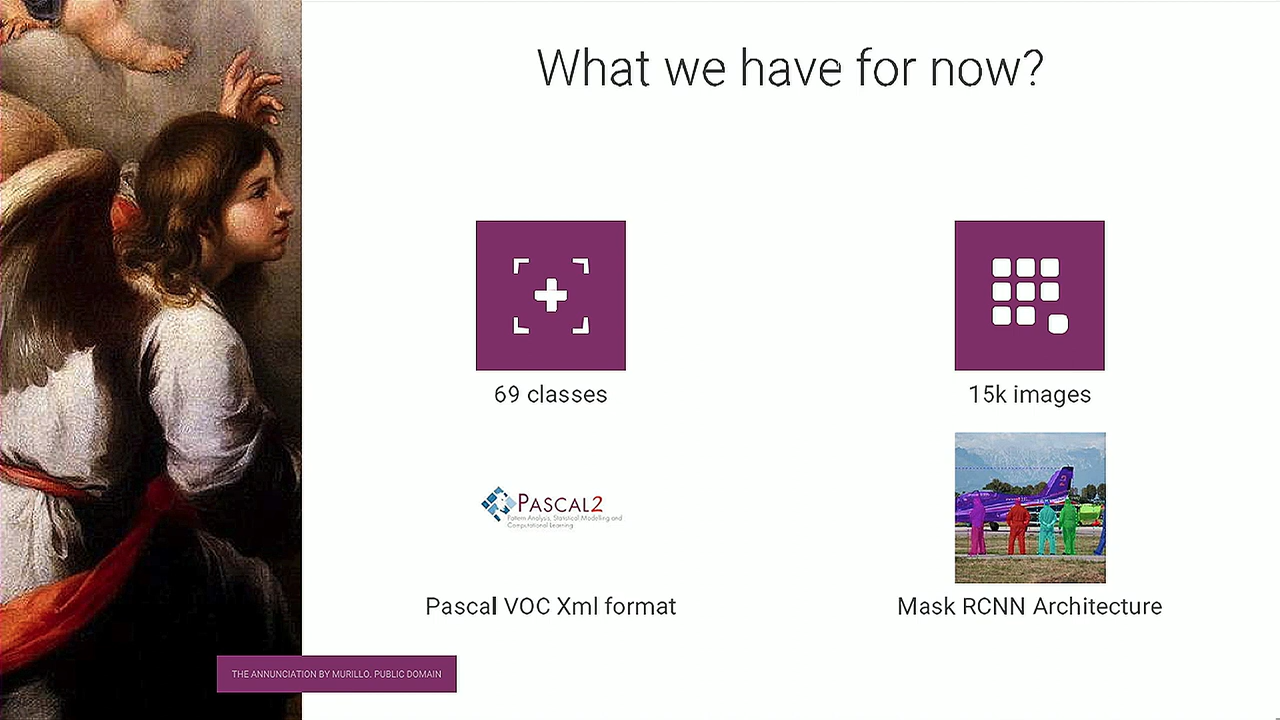 What we have for now?
69 classes
15k images
PASCAL2
Pattern Analysis, Statistical Modelling and
Computational Learning
Pascal VOC Xml format
Mask RCNN Architecture
THE ANNUNCIATION BY MURILLO. PUBLIC DOMAIN